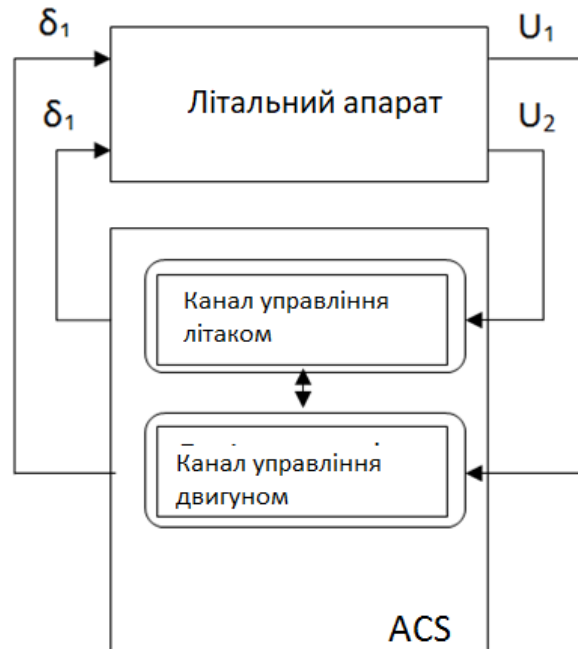 δ₁ U₁
Літальний апарат
δ₁ U₂
Канал управління
літаком
Канал управління
двигуном
ACS